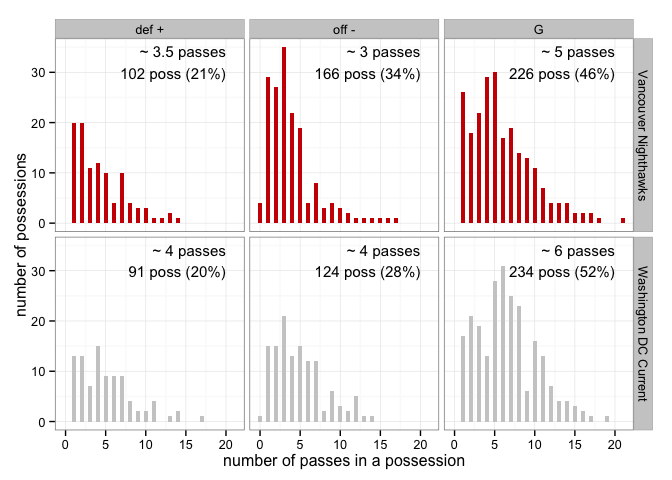 def +
off -
G
~ 3.5 passes
102 poss (21%)
~ 3 passes
166 poss (34%)
~ 5 passes
226 poss (46%)
Vancouver Nighthawks
30
20
10
0
~ 4 passes
91 poss (20%)
~ 4 passes
124 poss (28%)
~ 6 passes
234 poss (52%)
Washington DC Current
30
20
10
0
number of possessions
0 5 10 15 20
0 5 10 15 20
0 5 10 15 20
number of passes in a possession